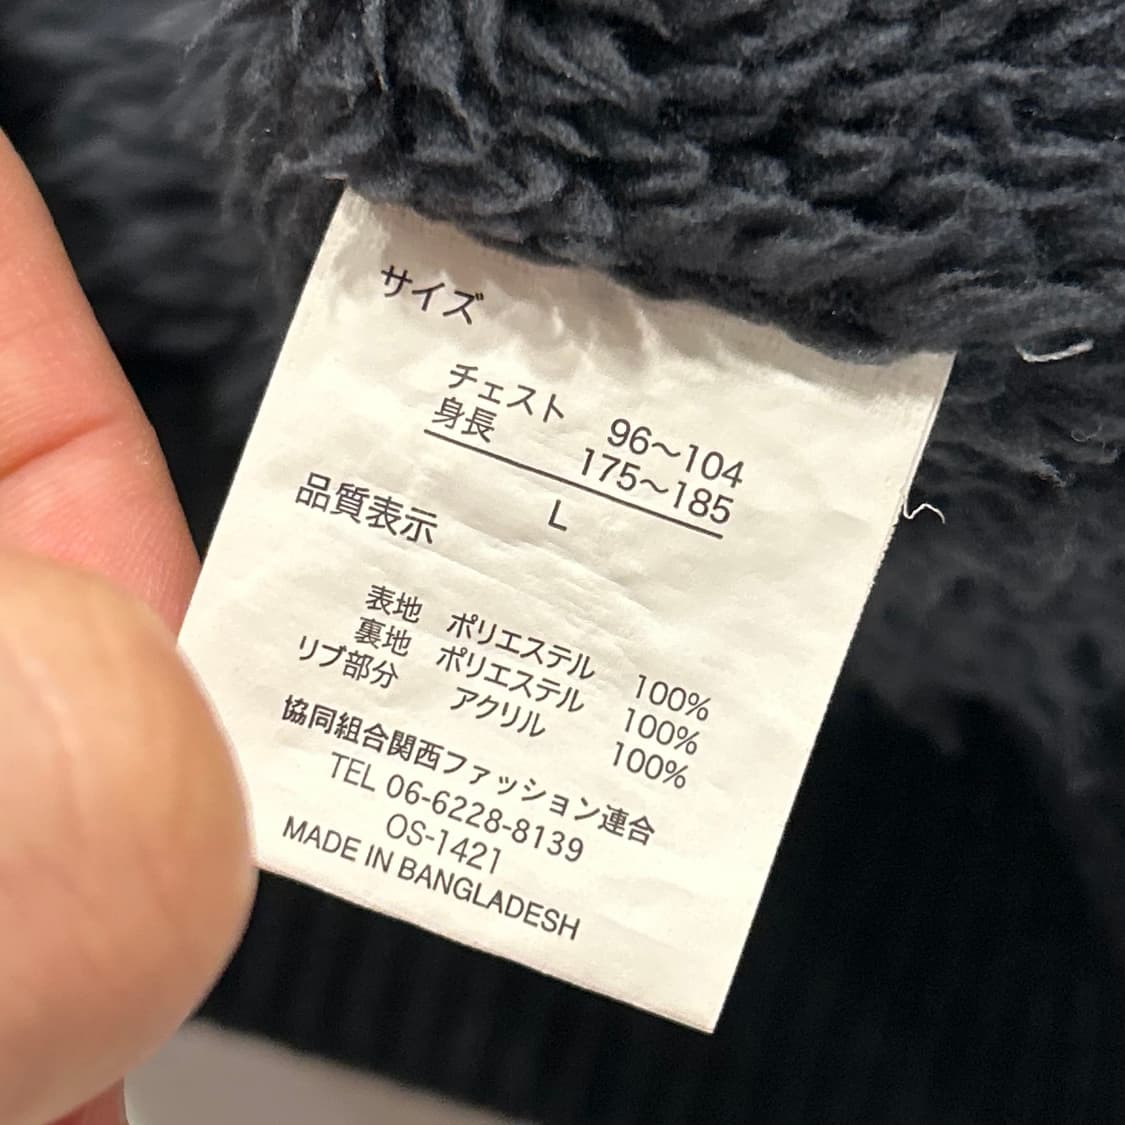 サイズ
チェスト 96～104
身長 175～185
L
品質表示
表地 ポリエステル 100%
裏地 ポリエステル 100%
リブ部分 アクリル 100%
協同組合関西ファッション連合
TEL 06-6228-8139
OS-1421
MADE IN BANGLADESH